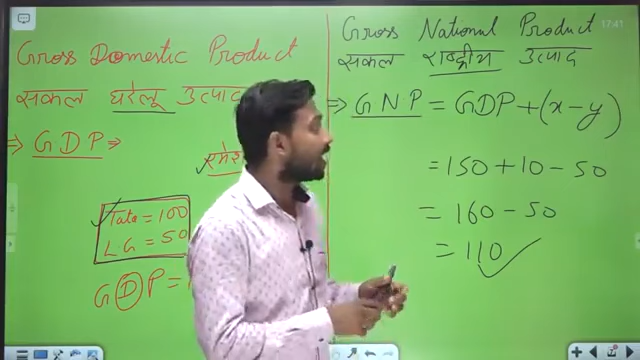 Gross Domestic Product
सकल घरेलू उत्पाद
⇒ GDP ⇒
Tata = 100
L.G = 50
GDP =
Gross National Product
सकल राष्ट्रीय उत्पाद
⇒ GNP = GDP + (x - y)
= 150 + 10 - 50
= 160 - 50
= 110 ✓
17:41